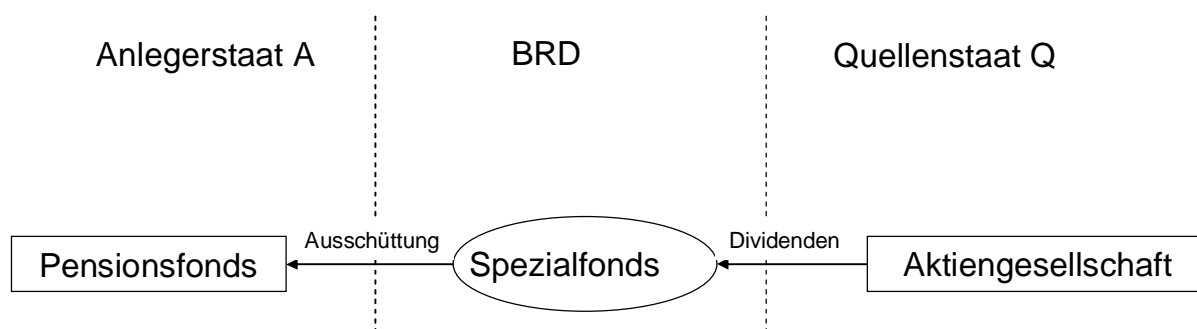 Anlegerstaat A
BRD
Quellenstaat Q
Ausschüttung
Dividenden
Pensionsfonds
Spezialfonds
Aktiengesellschaft